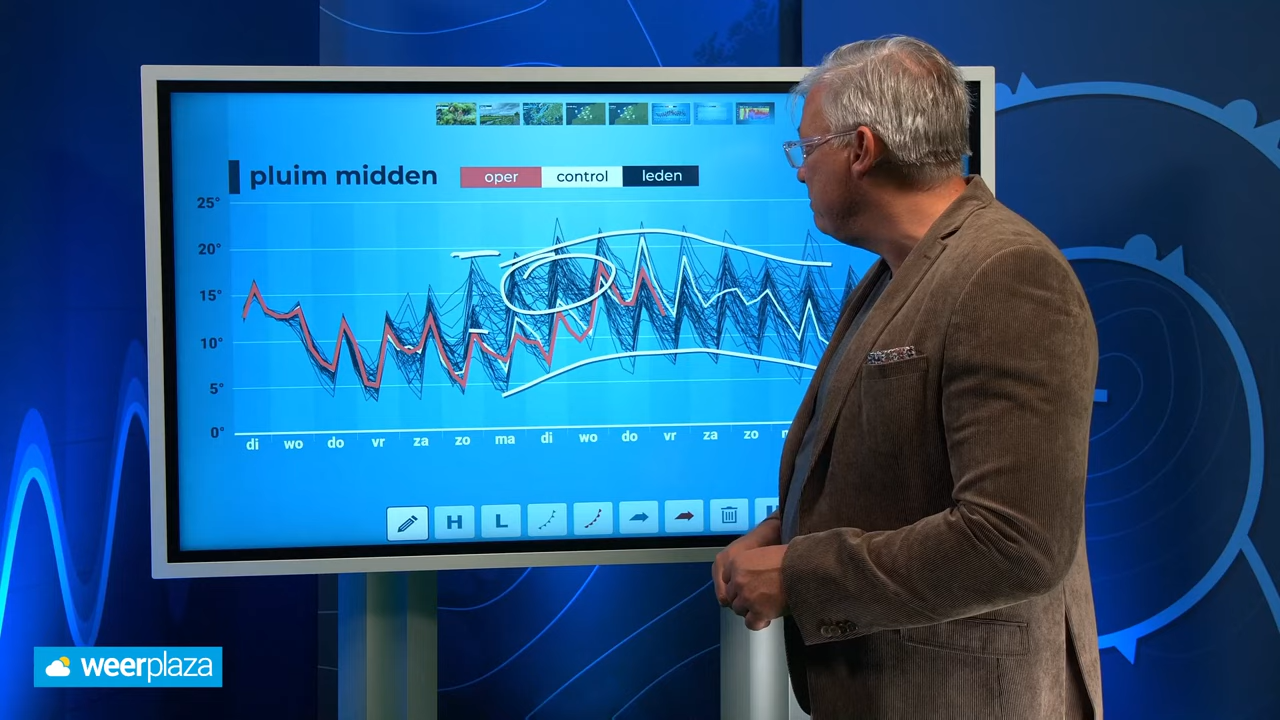 pluim midden
oper control leden
25°
20°
15°
10°
5°
0°
di wo do vr za zo ma di wo do vr za zo
H L
weerplaza